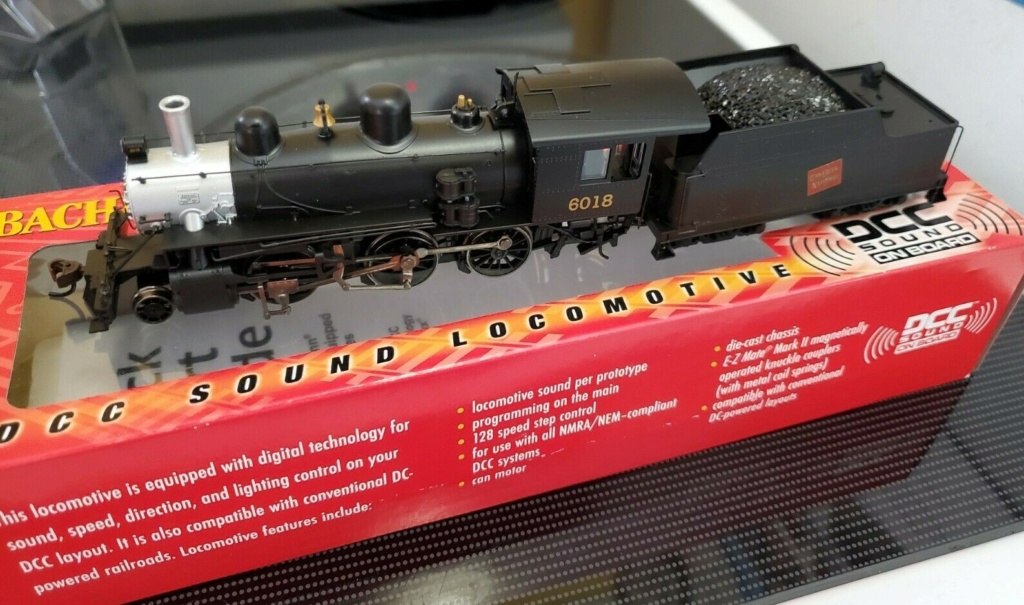 BACH
6018
DCC
SOUND
ON BOARD
DCC SOUND LOCOMOTIVE
This locomotive is equipped with digital technology for
sound, speed, direction, and lighting control on your
DCC layout. It is also compatible with conventional DC-
powered railroads. Locomotive features include:
• locomotive sound per prototype
• programming on the main
• 128 speed step control
• for use with all NMRA/NEM-compliant
DCC systems
• can motor
• die-cast chassis
• E-Z Mate® Mark II magnetically
operated knuckle couplers
(with metal coil springs)
• compatible with conventional
DC-powered layouts
DCC
SOUND
ON BOARD